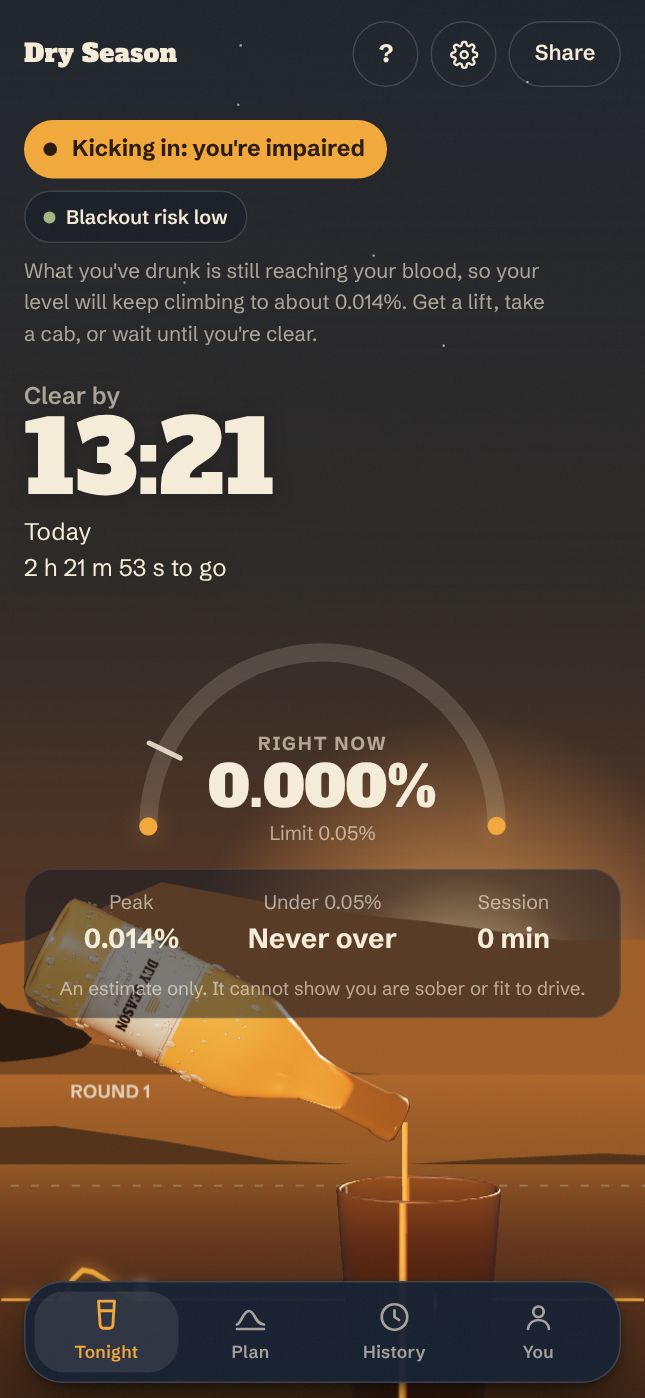 Dry Season
?
Share
Kicking in: you're impaired
Blackout risk low
What you've drunk is still reaching your blood, so your
level will keep climbing to about 0.014%. Get a lift, take
a cab, or wait until you're clear.
Clear by
13:21
Today
2 h 21 m 53 s to go
RIGHT NOW
0.000%
Limit 0.05%
Peak
Under 0.05%
Session
0.014%
Never over
0 min
An estimate only. It cannot show you are sober or fit to drive.
DRY SEASON
ROUND 1
Tonight
Plan
History
You